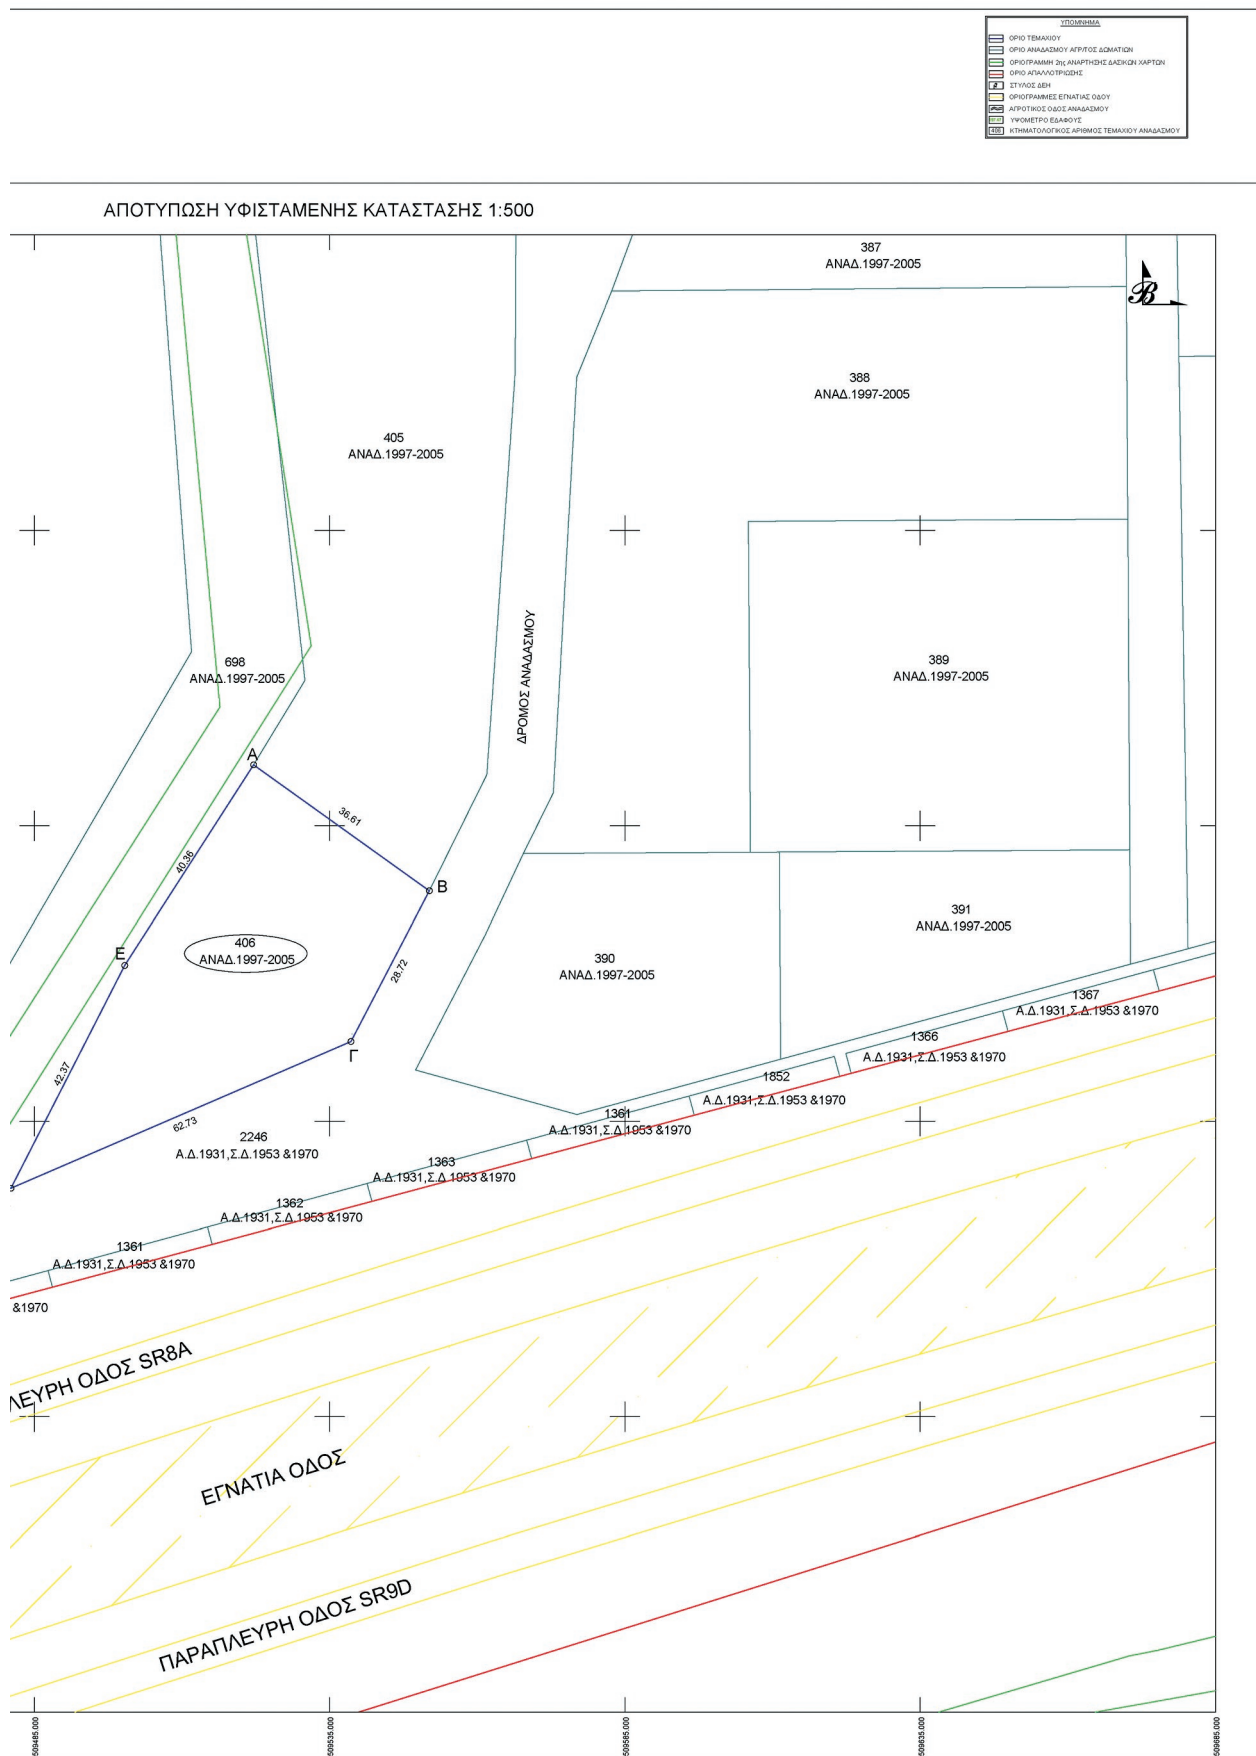 ΥΠΟΜΝΗΜΑ
ΟΡΙΟ ΤΕΜΑΧΙΟΥ
ΟΡΙΟ ΑΝΑΔΑΣΜΟΥ ΑΓΡ/ΤΟΣ ΔΩΜΑΤΙΩΝ
ΟΡΙΟΓΡΑΜΜΗ 2ης ΑΝΑΡΤΗΣΗΣ ΔΑΣΙΚΩΝ ΧΑΡΤΩΝ
ΟΡΙΟ ΑΠΑΛΛΟΤΡΙΩΣΗΣ
ΣΤΥΛΟΣ ΔΕΗ
ΟΡΙΟΓΡΑΜΜΕΣ ΕΓΝΑΤΙΑΣ ΟΔΟΥ
ΑΓΡΟΤΙΚΟΣ ΟΔΟΣ ΑΝΑΔΑΣΜΟΥ
ΥΨΟΜΕΤΡΟ ΕΔΑΦΟΥΣ
406 ΚΤΗΜΑΤΟΛΟΓΙΚΟΣ ΑΡΙΘΜΟΣ ΤΕΜΑΧΙΟΥ ΑΝΑΔΑΣΜΟΥ
ΑΠΟΤΥΠΩΣΗ ΥΦΙΣΤΑΜΕΝΗΣ ΚΑΤΑΣΤΑΣΗΣ 1:500
387
ΑΝΑΔ.1997-2005
Β
388
ΑΝΑΔ.1997-2005
405
ΑΝΑΔ.1997-2005
698
ΑΝΑΔ.1997-2005
ΔΡΟΜΟΣ ΑΝΑΔΑΣΜΟΥ
389
ΑΝΑΔ.1997-2005
Α
36.61
40.36
Β
Ε
406
ΑΝΑΔ.1997-2005
28.72
390
ΑΝΑΔ.1997-2005
391
ΑΝΑΔ.1997-2005
Γ
42.37
62.73
1367
Α.Δ.1931,Σ.Δ.1953 &1970
1366
Α.Δ.1931,Σ.Δ.1953 &1970
1852
Α.Δ.1931,Σ.Δ.1953 &1970
1361
Α.Δ.1931,Σ.Δ.1953 &1970
2246
Α.Δ.1931,Σ.Δ.1953 &1970
1363
Α.Δ.1931,Σ.Δ.1953 &1970
1362
Α.Δ.1931,Σ.Δ.1953 &1970
1361
Α.Δ.1931,Σ.Δ.1953 &1970
&1970
ΛΕΥΡΗ ΟΔΟΣ SR8A
ΕΓΝΑΤΙΑ ΟΔΟΣ
ΠΑΡΑΠΛΕΥΡΗ ΟΔΟΣ SR9D
509485.000
509535.000
509585.000
509635.000
509685.000